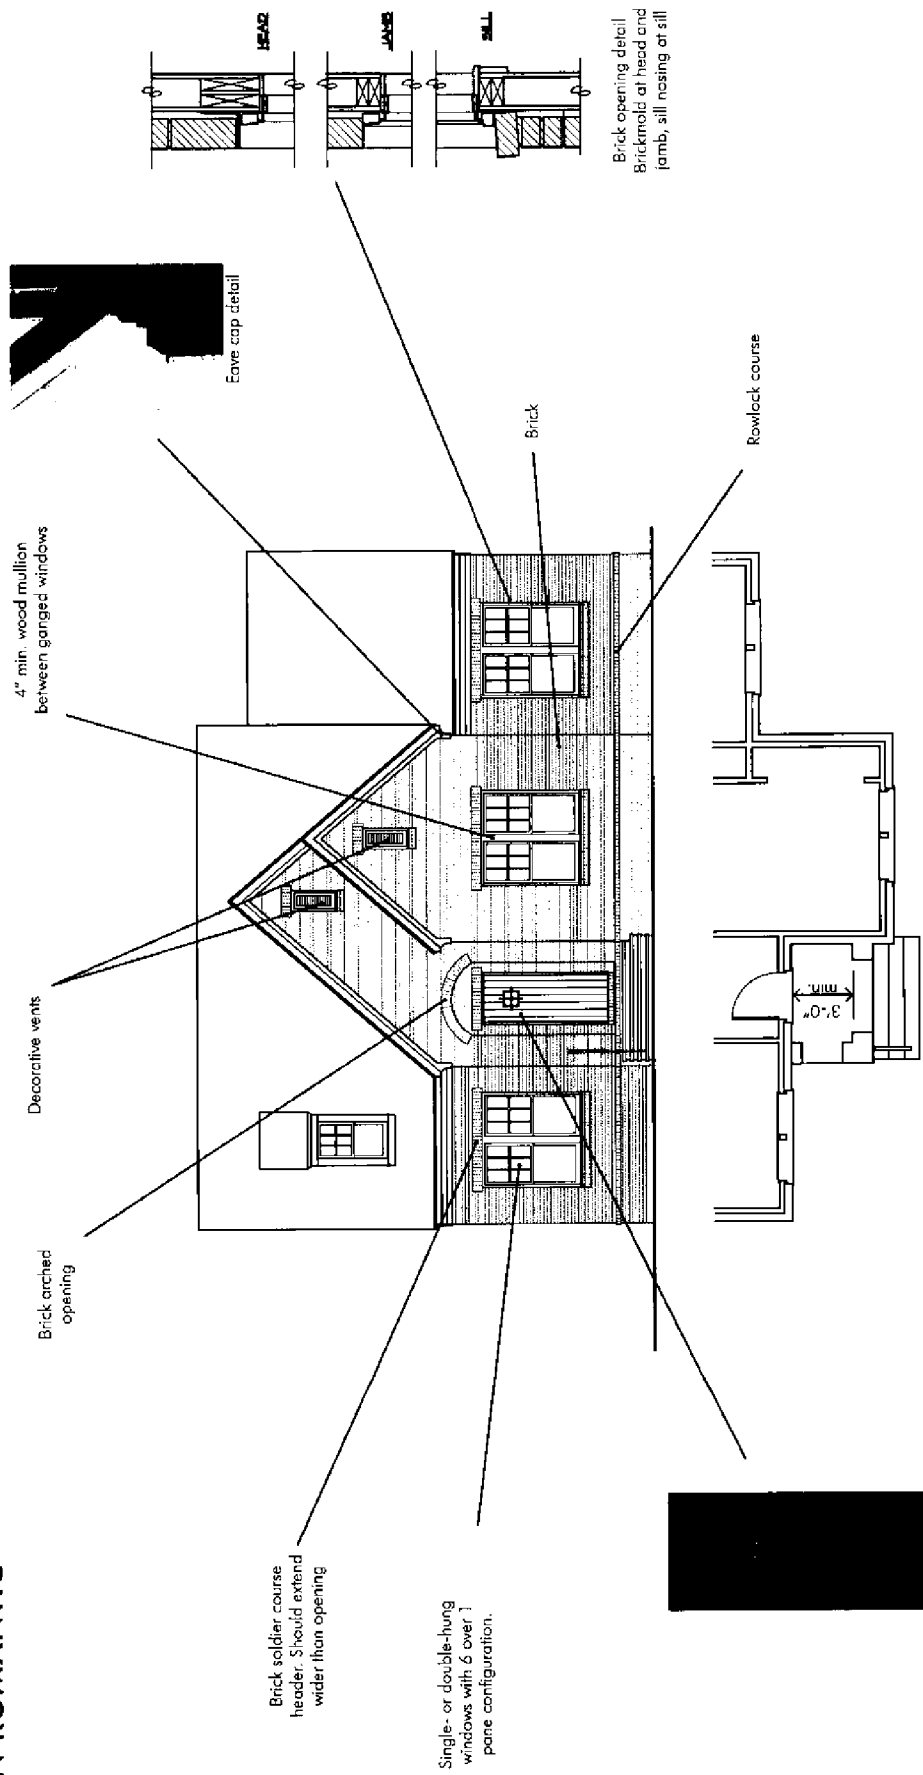 HEAD
JAMB
SILL
Brick opening detail
Brickmold at head and
jamb, sill nosing at sill
Eave cap detail
4" min. wood mullion
between ganged windows
Brick
Rowlock course
Decorative vents
Brick arched
opening
3'-0"
min.
Brick soldier course
header. Should extend
wider than opening
Single- or double-hung
windows with 6 over 1
pane configuration.